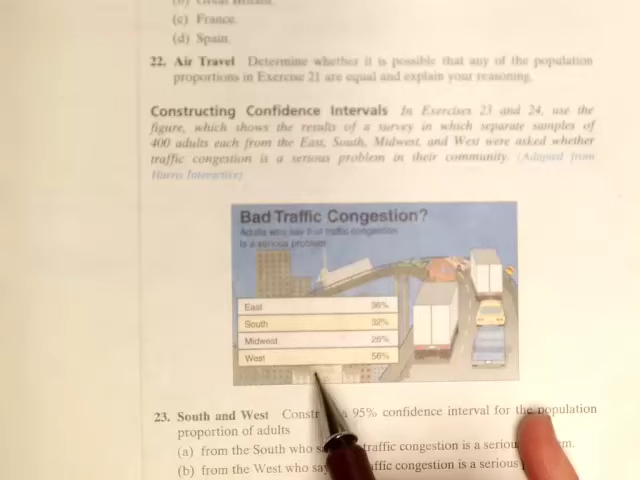 (b) Great Britain.
(c) France.
(d) Spain.
22. Air Travel Determine whether it is possible that any of the population
proportions in Exercise 21 are equal and explain your reasoning.
Constructing Confidence Intervals In Exercises 23 and 24, use the
figure, which shows the results of a survey in which separate samples of
400 adults each from the East, South, Midwest, and West were asked whether
traffic congestion is a serious problem in their community. (Adapted from
Harris Interactive)
Bad Traffic Congestion?
Adults who say that traffic congestion
is a serious problem
East 36%
South 32%
Midwest 26%
West 56%
23. South and West Constr a 95% confidence interval for the population
proportion of adults
(a) from the South who traffic congestion is a
(b) from the West who say congestion is a serious